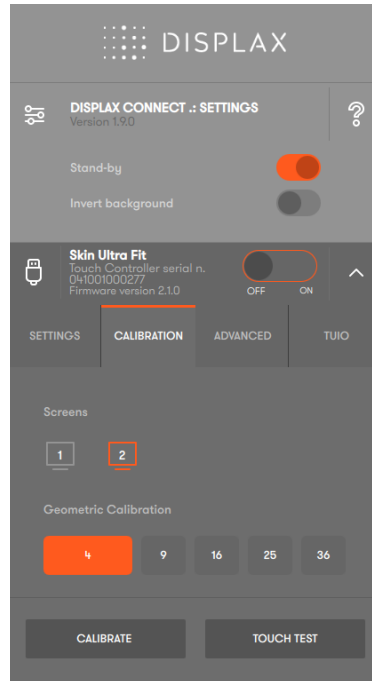 DISPLAX
DISPLAX CONNECT .: SETTINGS
Version 1.9.0
Stand-by
Invert background
Skin Ultra Fit
Touch Controller serial n.
041001000277
Firmware version 2.1.0
OFF ON
SETTINGS CALIBRATION ADVANCED TUIO
Screens
1 2
Geometric Calibration
4 9 16 25 36
CALIBRATE TOUCH TEST